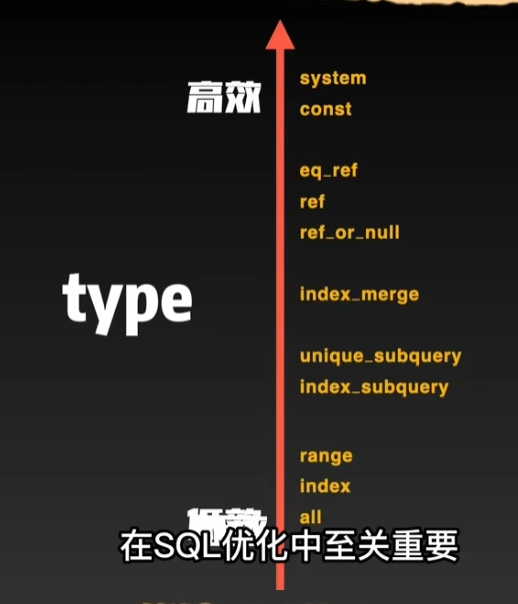 system
高效
const
eq_ref
ref
ref_or_null
type
index_merge
unique_subquery
index_subquery
range
index
all
在SQL优化中至关重要